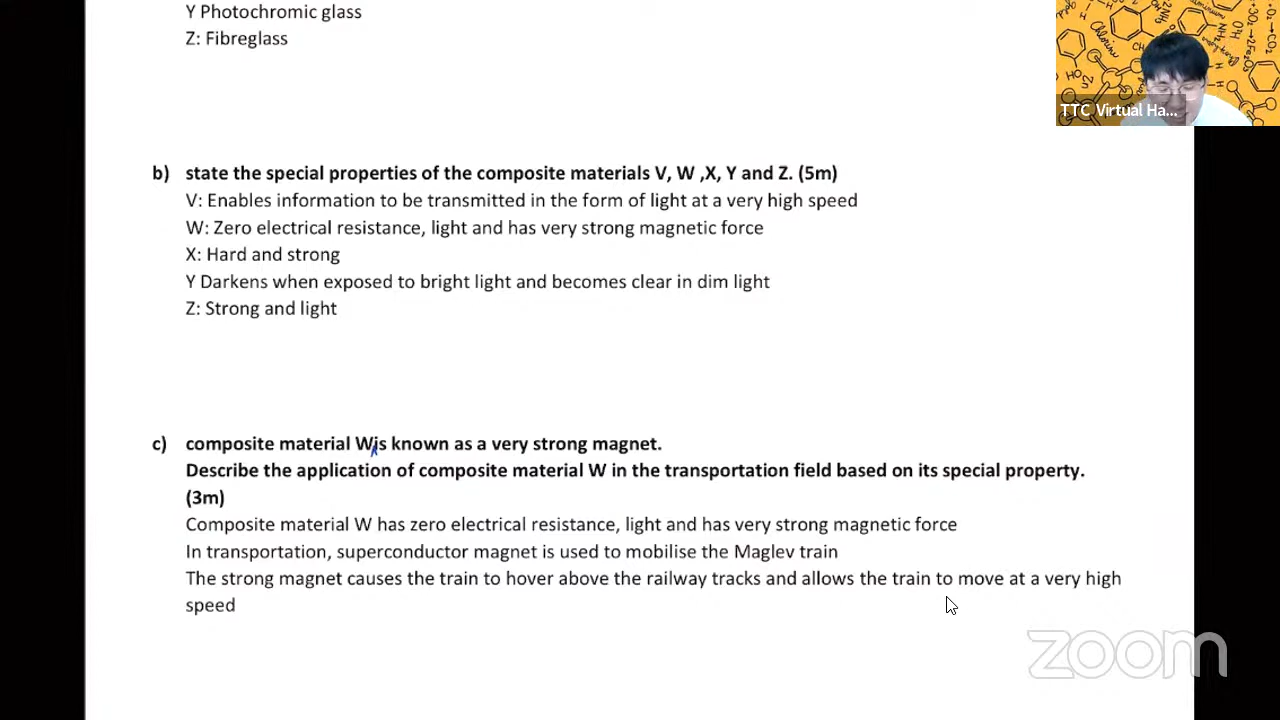 Y Photochromic glass
Z: Fibreglass
TTC Virtual Ha...
b) state the special properties of the composite materials V, W ,X, Y and Z. (5m)
V: Enables information to be transmitted in the form of light at a very high speed
W: Zero electrical resistance, light and has very strong magnetic force
X: Hard and strong
Y Darkens when exposed to bright light and becomes clear in dim light
Z: Strong and light
c) composite material W is known as a very strong magnet.
Describe the application of composite material W in the transportation field based on its special property.
(3m)
Composite material W has zero electrical resistance, light and has very strong magnetic force
In transportation, superconductor magnet is used to mobilise the Maglev train
The strong magnet causes the train to hover above the railway tracks and allows the train to move at a very high
speed
zoom